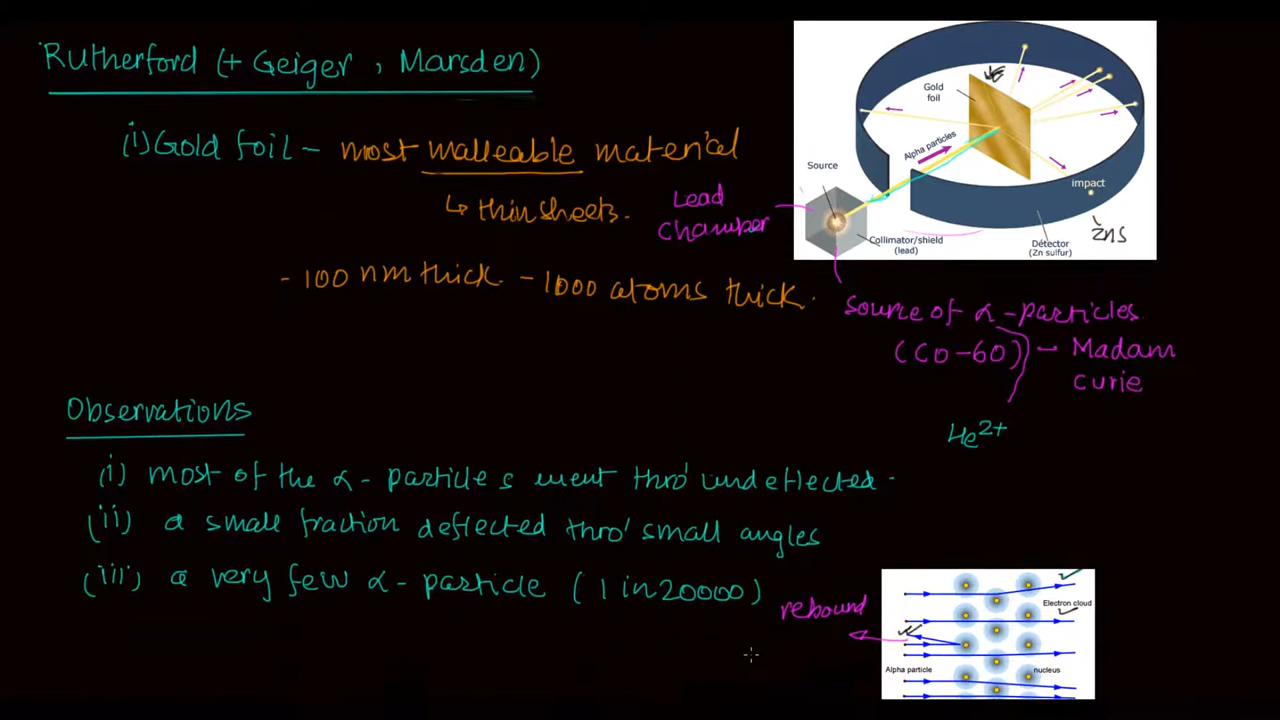 Rutherford (+ Geiger, Marsden)
(i) Gold foil – most malleable material
↳ thin sheets.
- 100 nm thick. - 1000 atoms thick.
Gold
foil
Alpha particles
Source
impact
Collimator/shield
(lead)
Détector
(Zn sulfur)
ZnS
Lead
chamber
source of α-particles
(CO-60) – Madam
curie
He2+
Observations
(i) most of the α-particles went thro' undeflected.
(ii) a small fraction deflected thro' small angles
(iii) a very few α-particle (1 in 20000)
rebound
Electron cloud
Alpha particle
nucleus